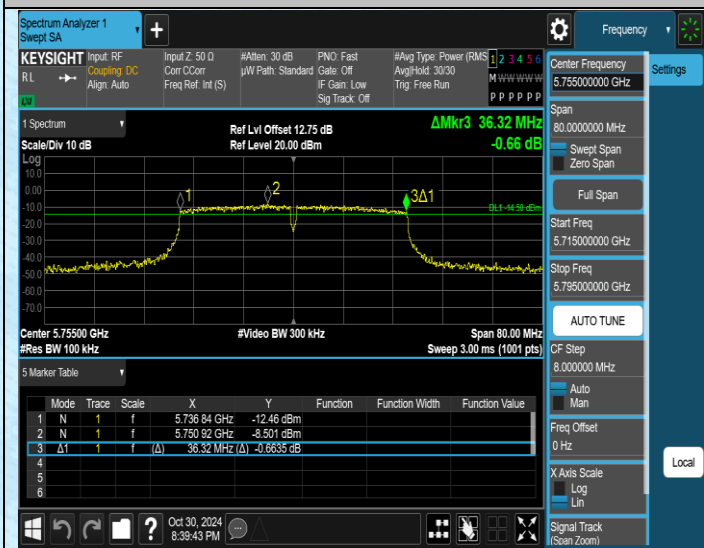 Spectrum Analyzer 1
Swept SA
+
Frequency
KEYSIGHT
RL
LXI
Input: RF
Coupling: DC
Align: Auto
Input Z: 50 Ω
Corr CCorr
Freq Ref: Int (S)
#Atten: 30 dB
µW Path: Standard
PNO: Fast
Gate: Off
IF Gain: Low
Sig Track: Off
#Avg Type: Power (RMS
Avg|Hold: 30/30
Trig: Free Run
1 2 3 4 5 6
M W W W W W
P P P P P P
1 Spectrum
Scale/Div 10 dB
Ref Lvl Offset 12.75 dB
Ref Level 20.00 dBm
ΔMkr3 36.32 MHz
-0.66 dB
Log
10.0
0.00
-10.0
-20.0
-30.0
-40.0
-50.0
-60.0
-70.0
1
2
3Δ1
DL1 -14.50 dBm
Center 5.75500 GHz
#Video BW 300 kHz
Span 80.00 MHz
#Res BW 100 kHz
Sweep 3.00 ms (1001 pts)
5 Marker Table
Mode Trace Scale X Y Function Function Width Function Value
1 N 1 f 5.736 84 GHz -12.46 dBm
2 N 1 f 5.750 92 GHz -8.501 dBm
3 Δ1 1 f (Δ) 36.32 MHz (Δ) -0.6635 dB
4
5
6
?
Oct 30, 2024
8:39:43 PM
Center Frequency
5.755000000 GHz
Settings
Span
80.0000000 MHz
Swept Span
Zero Span
Full Span
Start Freq
5.715000000 GHz
Stop Freq
5.795000000 GHz
AUTO TUNE
CF Step
8.000000 MHz
Auto
Man
Freq Offset
0 Hz
Local
X Axis Scale
Log
Lin
Signal Track
(Span Zoom)